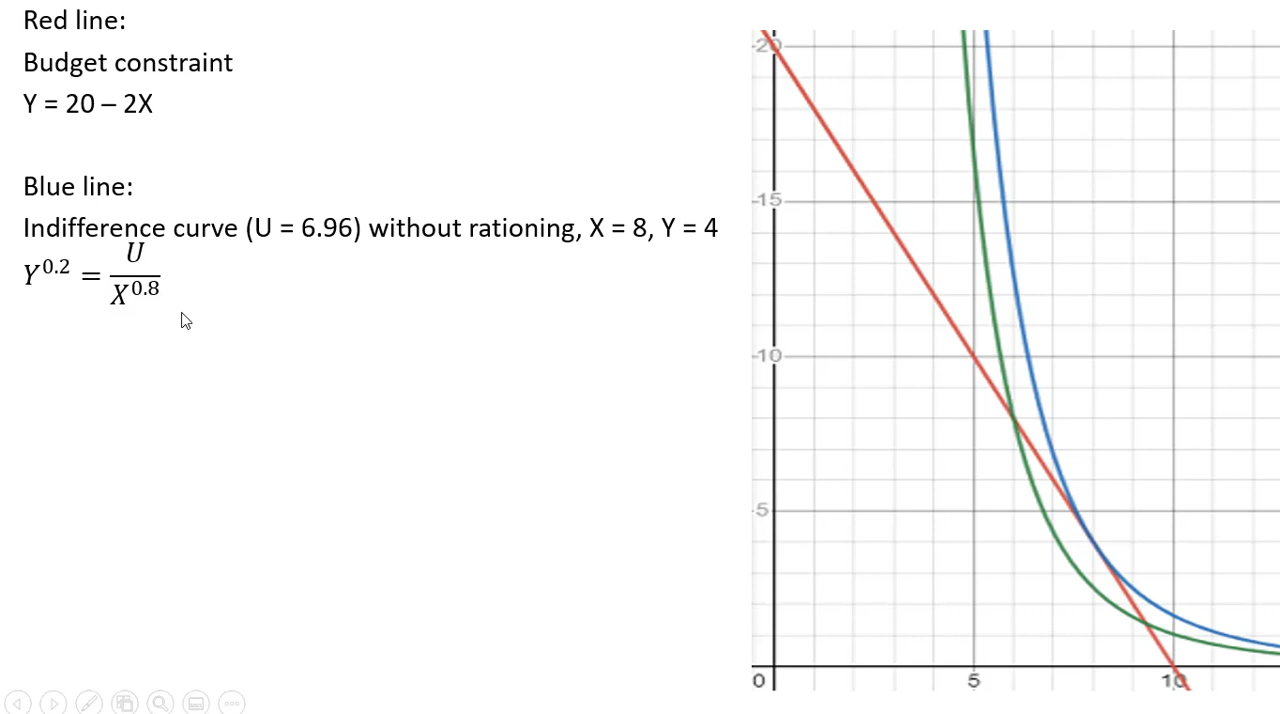 Red line:
Budget constraint
Y = 20 – 2X
Blue line:
Indifference curve (U = 6.96) without rationing, X = 8, Y = 4
Y^0.2 = U / X^0.8
20
15
10
5
0
5
10